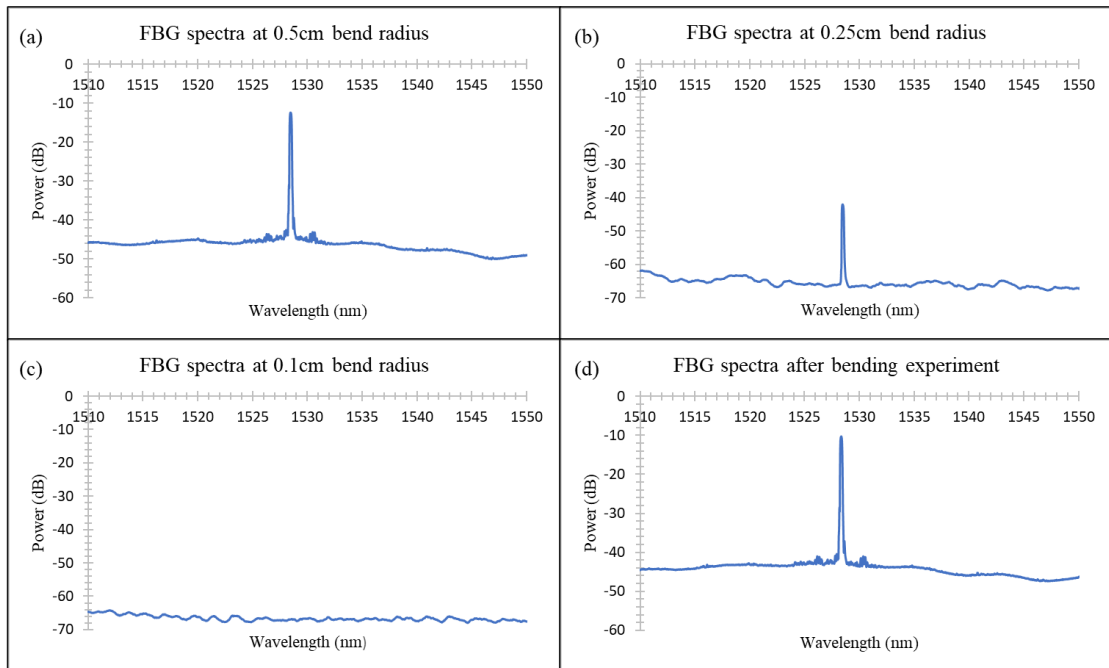 (a)
FBG spectra at 0.5cm bend radius
0
1510 1515 1520 1525 1530 1535 1540 1545 1550
-10
-20
-30
-40
-50
-60
Power (dB)
Wavelength (nm)
(b)
FBG spectra at 0.25cm bend radius
0
1510 1515 1520 1525 1530 1535 1540 1545 1550
-10
-20
-30
-40
-50
-60
-70
Power (dB)
Wavelength (nm)
(c)
FBG spectra at 0.1cm bend radius
0
1510 1515 1520 1525 1530 1535 1540 1545 1550
-10
-20
-30
-40
-50
-60
-70
Power (dB)
Wavelength (nm)
(d)
FBG spectra after bending experiment
0
1510 1515 1520 1525 1530 1535 1540 1545 1550
-10
-20
-30
-40
-50
-60
Power (dB)
Wavelength (nm)